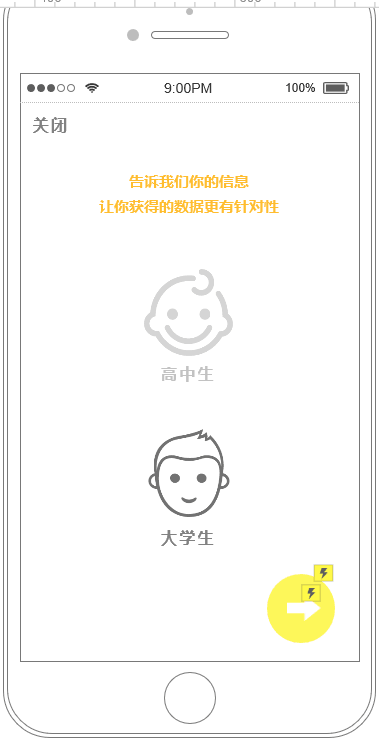 9:00PM
100%
关闭
告诉我们你的信息
让你获得的数据更有针对性
高中生
大学生